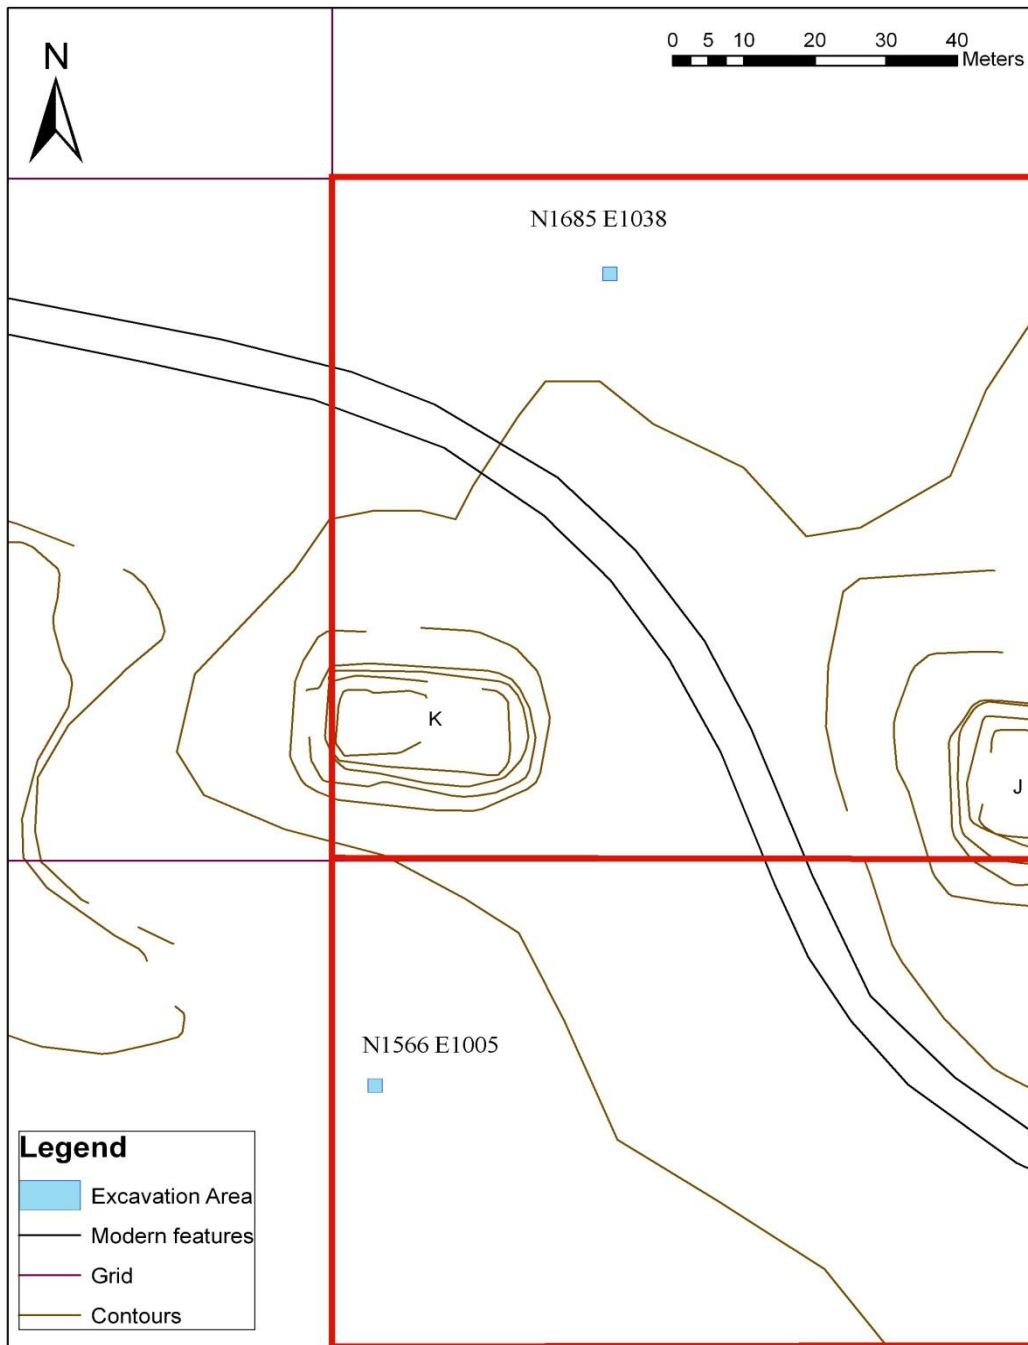 N
0 5 10 20 30 40
Meters
N1685 E1038
K
J
N1566 E1005
Legend
Excavation Area
Modern features
Grid
Contours